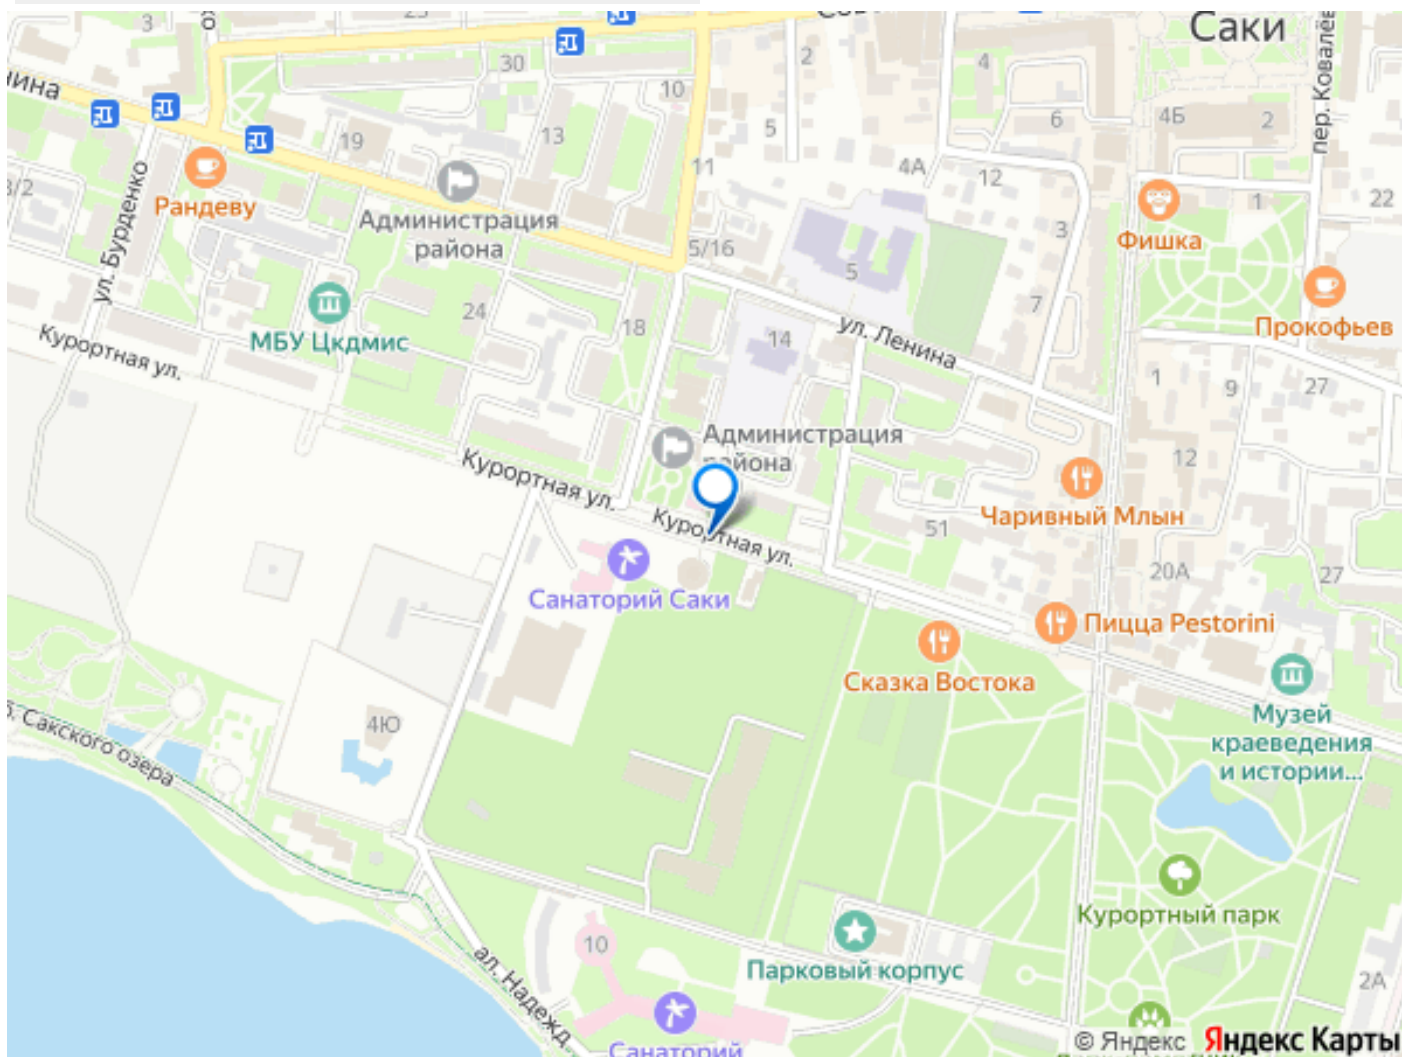 3
Саки
пер. Ковалёв
30
2
4
10
6
4Б
2
5
19
13
ул. Бурденко
11
4А
12
22
3/2
Рандеву
1
Администрация
района
5/16
3
Фишка
5
МБУ Цкдмис
24
18
14
7
ул. Ленина
Прокофьев
Курортная ул.
1
9
27
Администрация
района
12
Курортная ул.
Курортная ул.
Чаривный Млын
51
20А
27
Санаторий Саки
Пицца Pestorini
Сказка Востока
Музей
краеведения
и истории...
4Ю
Сакского озера
Курортный парк
10
Парковый корпус
ал. Надежд
2А
Санаторий
© Яндекс Яндекс Карты